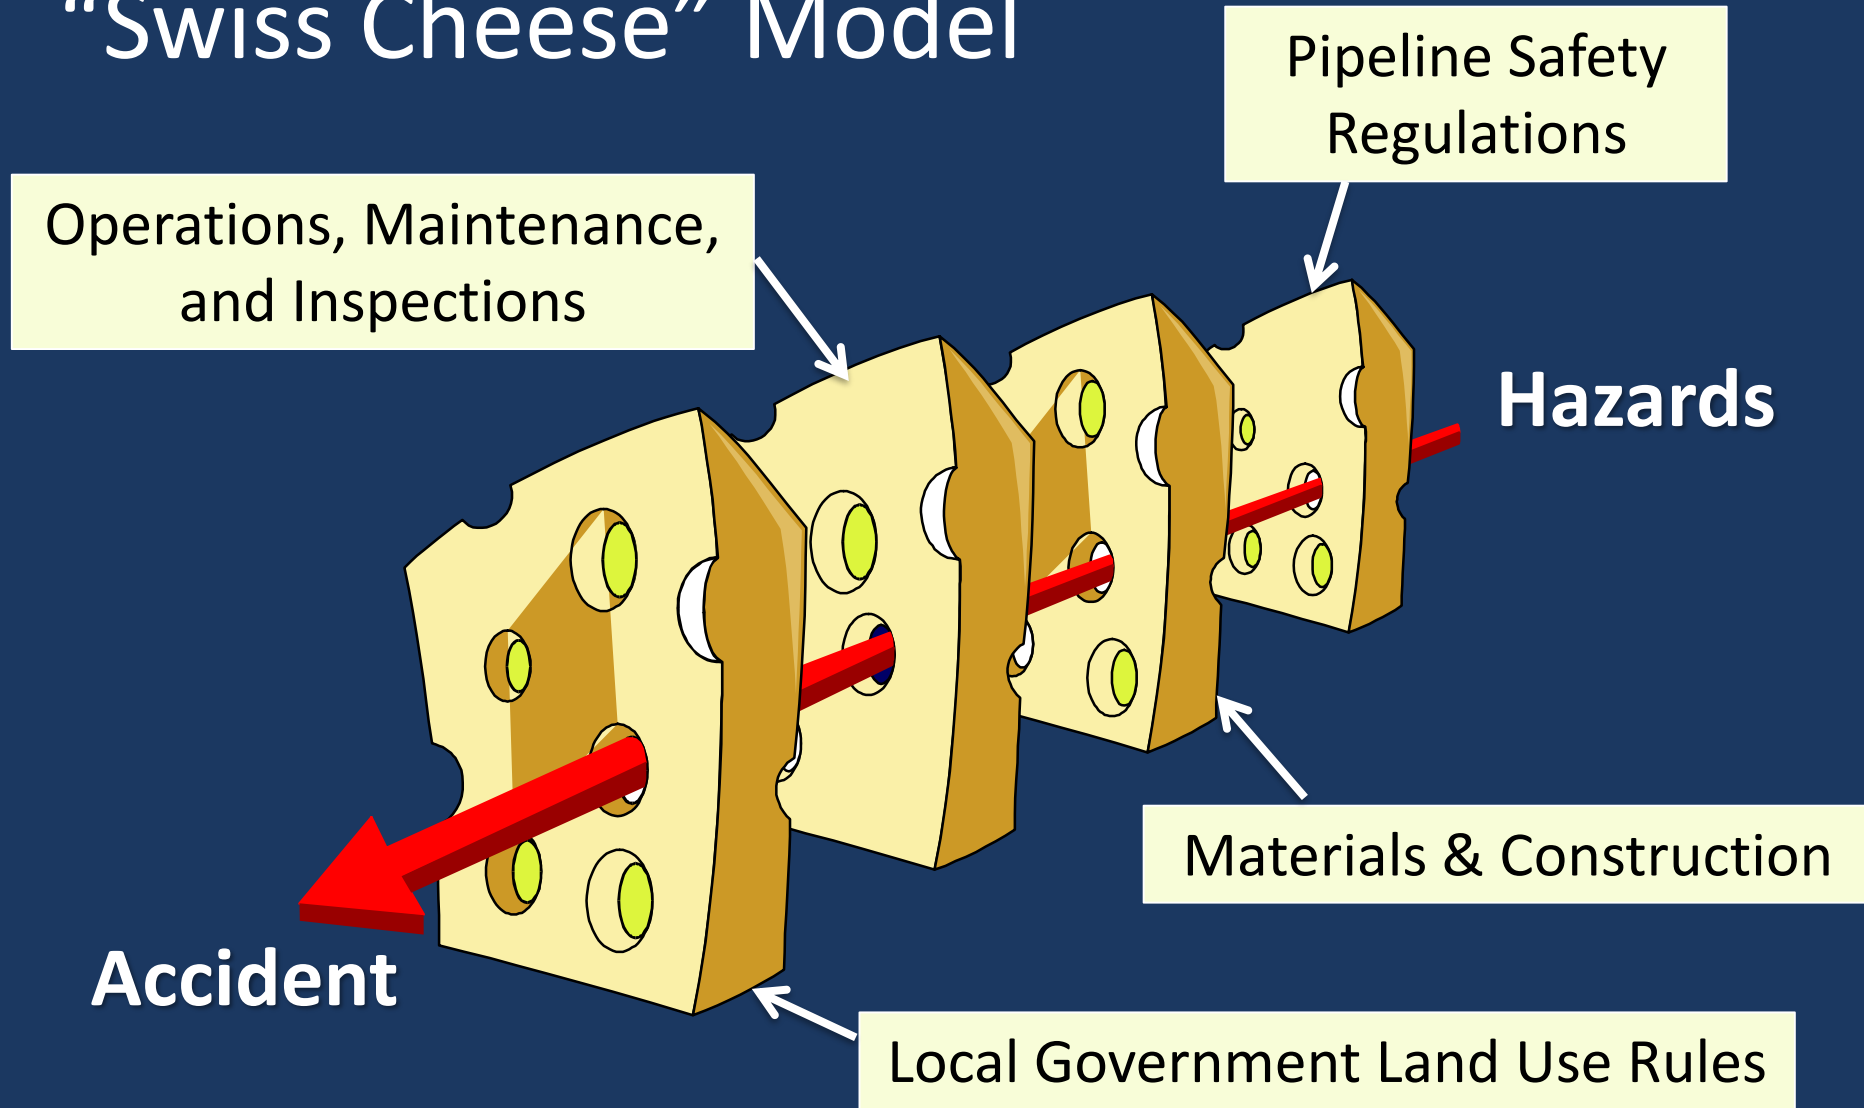 “Swiss Cheese” Model
Pipeline Safety
Regulations
Operations, Maintenance,
and Inspections
Hazards
Materials & Construction
Accident
Local Government Land Use Rules